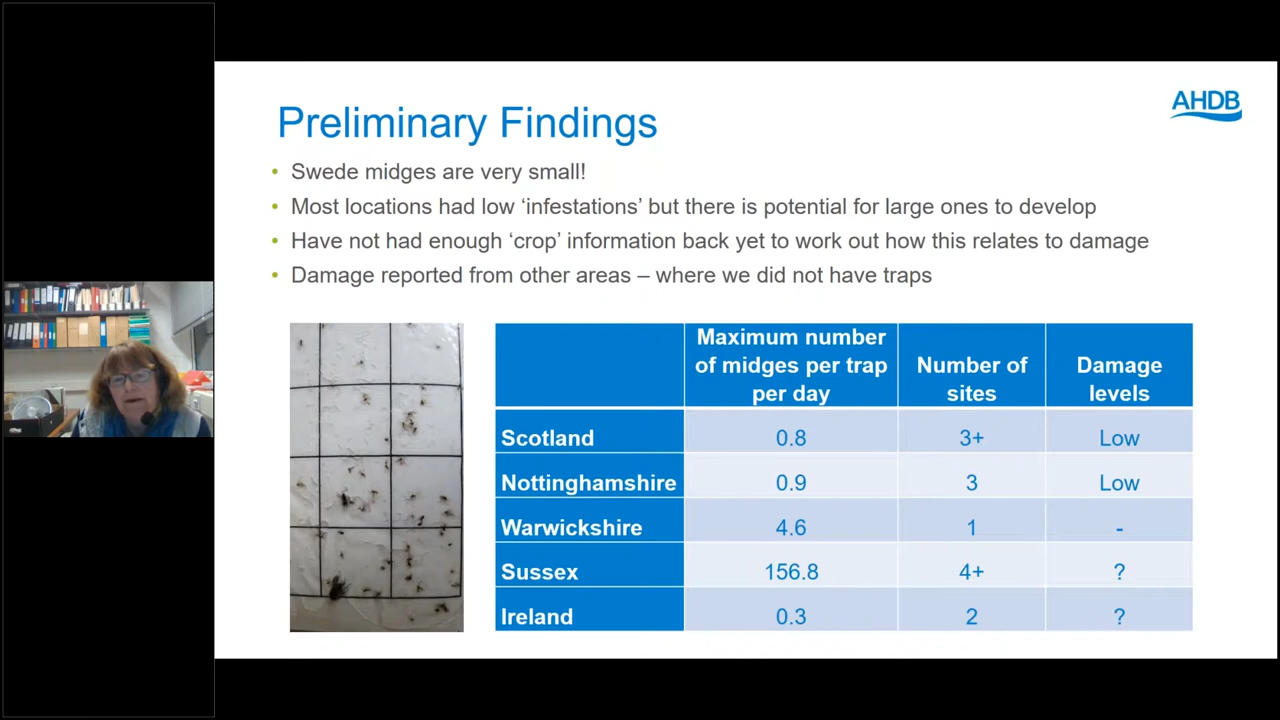 AHDB
Preliminary Findings
• Swede midges are very small!
• Most locations had low ‘infestations’ but there is potential for large ones to develop
• Have not had enough ‘crop’ information back yet to work out how this relates to damage
• Damage reported from other areas – where we did not have traps
Maximum number
of midges per trap
per day
Number of
sites
Damage
levels
Scotland 0.8 3+ Low
Nottinghamshire 0.9 3 Low
Warwickshire 4.6 1 -
Sussex 156.8 4+ ?
Ireland 0.3 2 ?